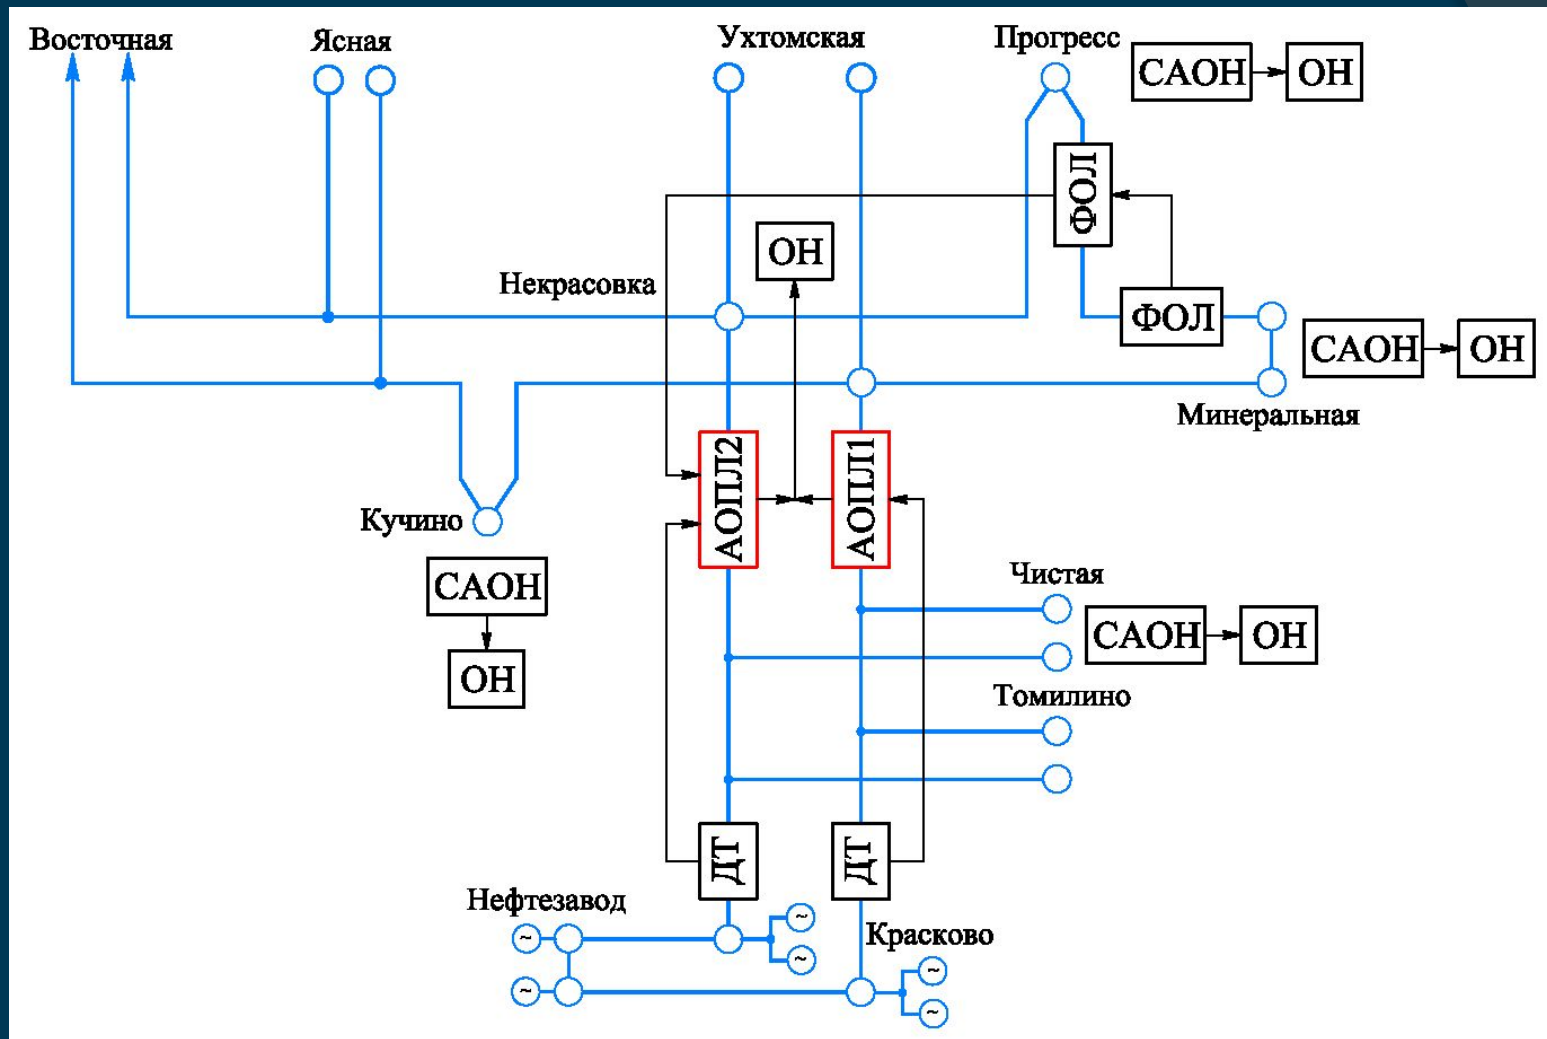 Восточная
Ясная
Ухтомская
Прогресс
САОН
ОН
ФОЛ
ОН
Некрасовка
ФОЛ
САОН
ОН
Минеральная
АОПЛ2
АОПЛ1
Кучино
САОН
ОН
Чистая
САОН
ОН
Томилино
ДТ
ДТ
Нефтезавод
~
~
~
~
Красково
~
~